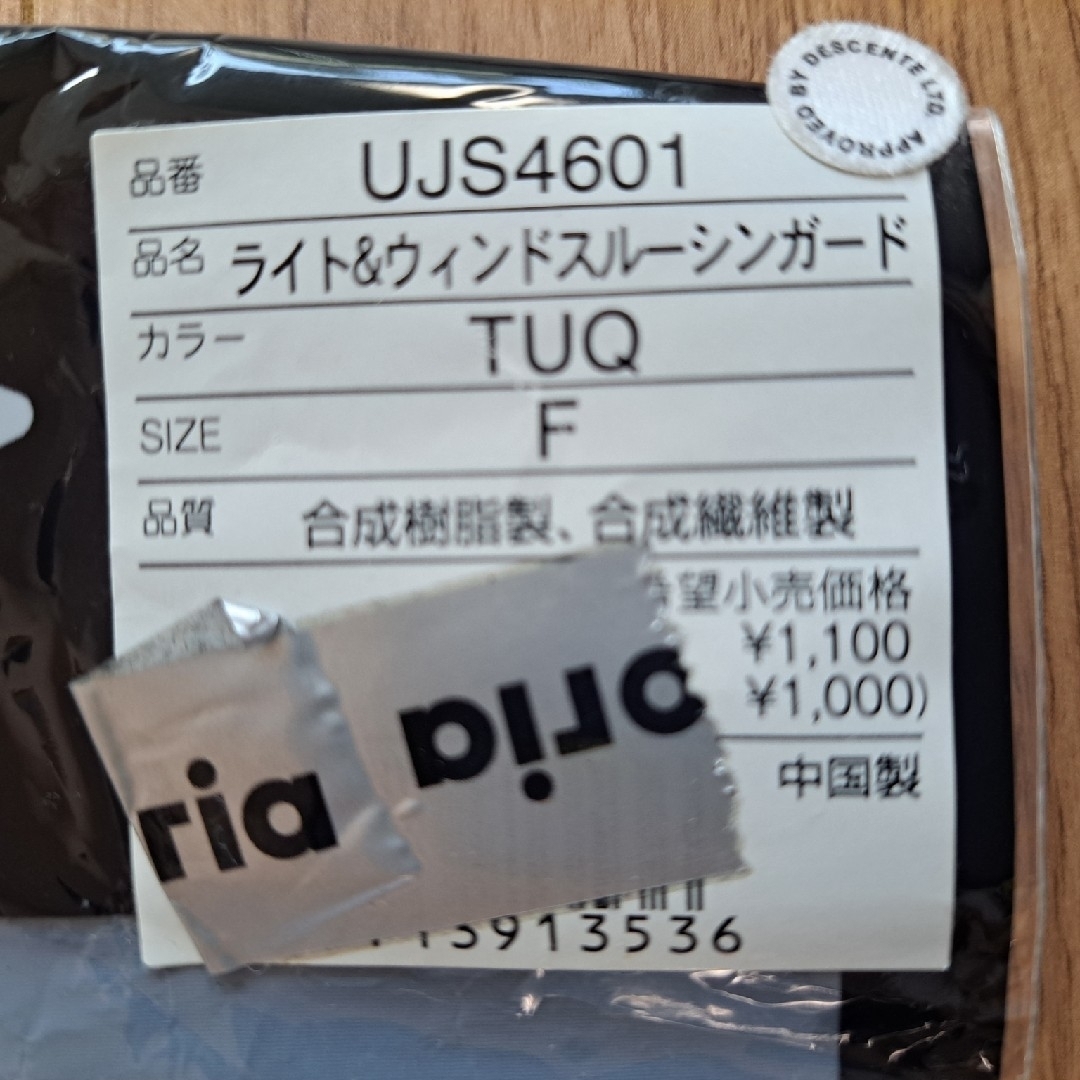 APPROVED BY DESCENTE LTD.
品番 UJS4601
品名 ライト&ウィンドスルーシンガード
カラー TUQ
SIZE F
品質 合成樹脂製、合成繊維製
希望小売価格
¥1,100
¥1,000)
中国製
ria oria
13913536